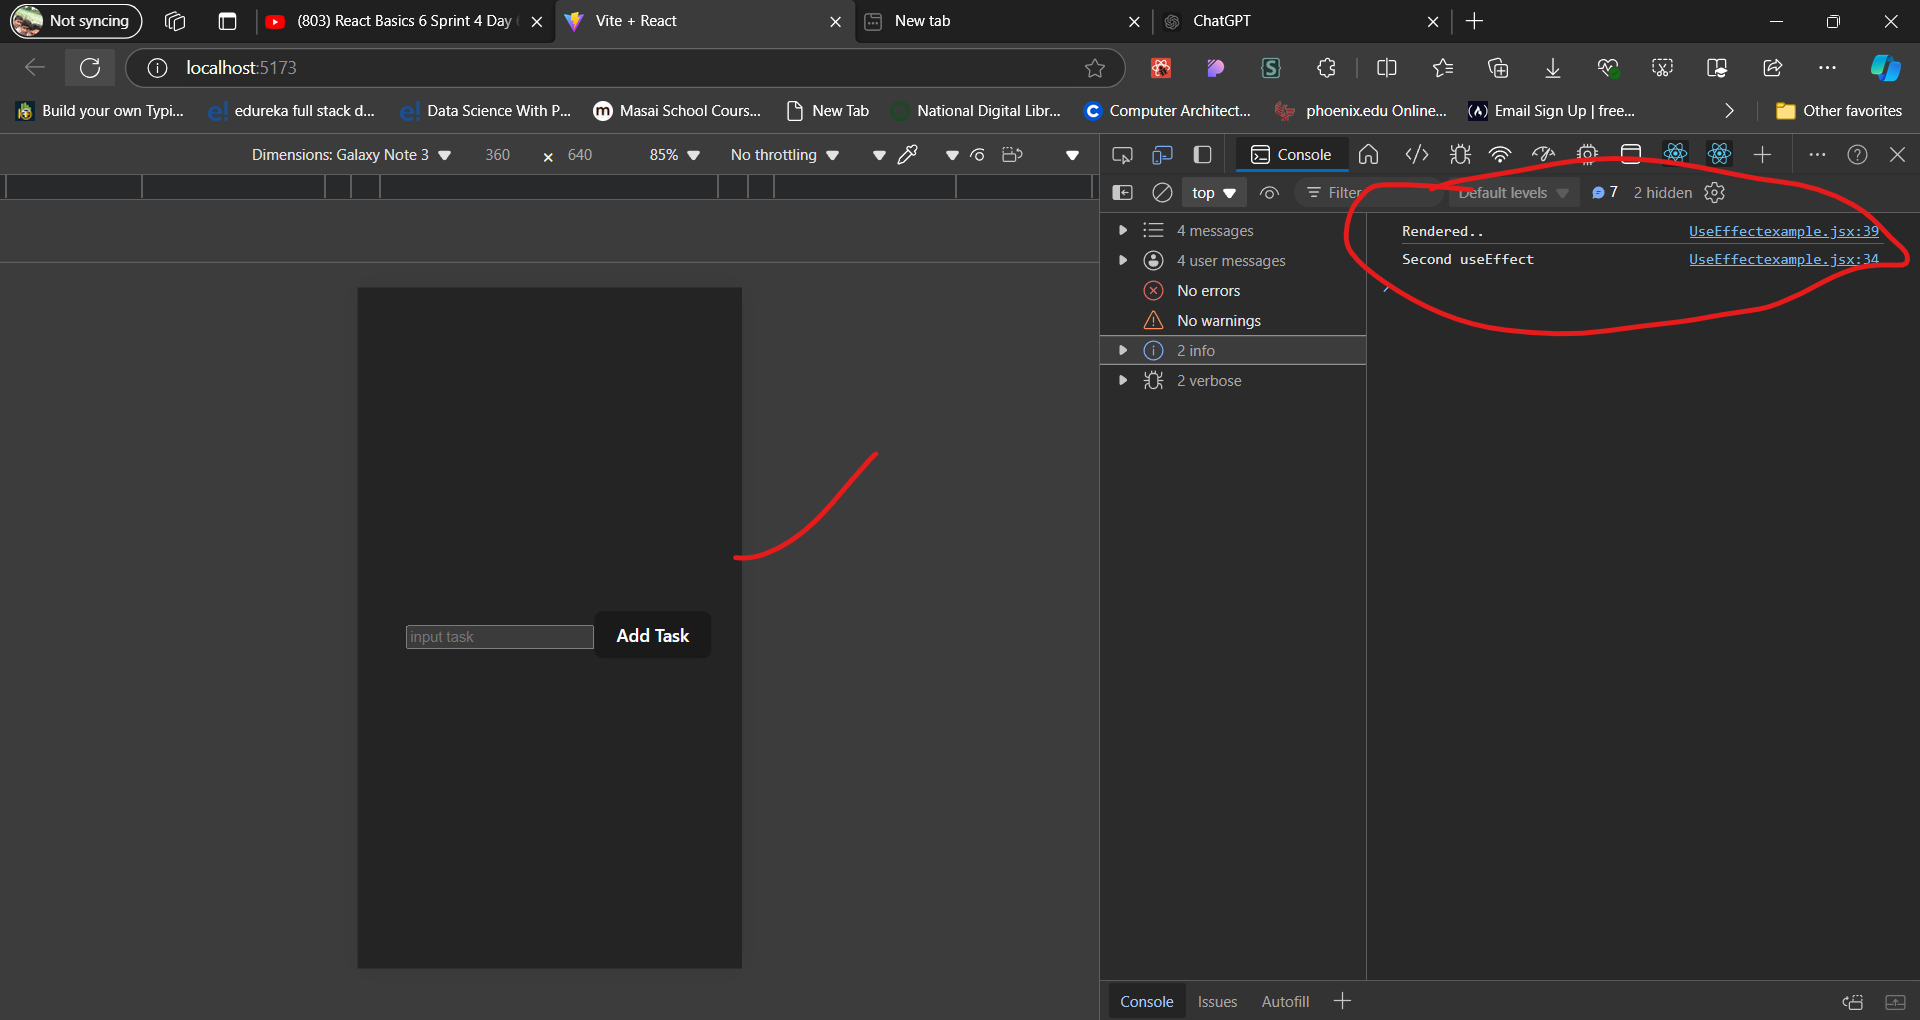 Not syncing
(803) React Basics 6 Sprint 4 Day
Vite + React
New tab
ChatGPT
localhost:5173
Build your own Typi...
edureka full stack d...
Data Science With P...
Masai School Cours...
New Tab
National Digital Libr...
Computer Architect...
phoenix.edu Online...
Email Sign Up | free...
Other favorites
Dimensions: Galaxy Note 3
360 x 640
85%
No throttling
Console
top
Filter
Default levels
7
2 hidden
4 messages
4 user messages
No errors
No warnings
2 info
2 verbose
Rendered.. UseEffectexample.jsx:39
Second useEffect UseEffectexample.jsx:34
input task
Add Task
Console
Issues
Autofill